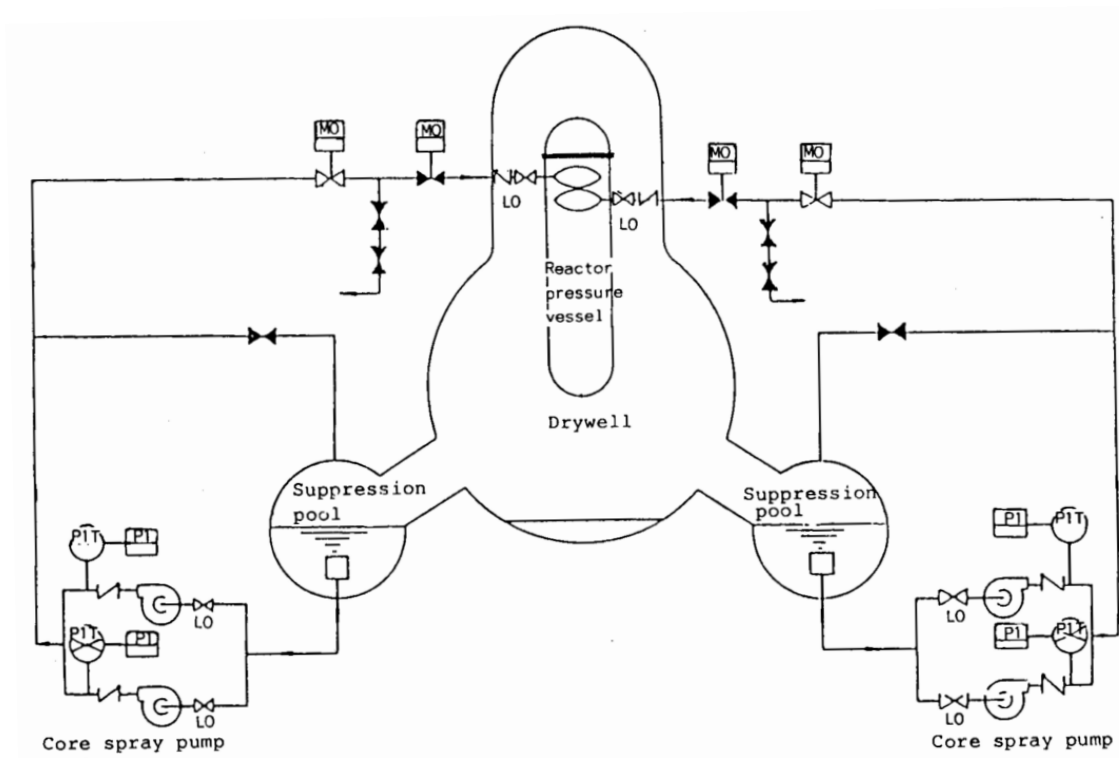 MO
MO
MO
MO
LO
LO
Reactor
pressure
vessel
Drywell
Suppression
pool
Suppression
pool
PIT
PI
PI
PIT
LO
LO
PIT
PI
PI
PIT
LO
LO
Core spray pump
Core spray pump